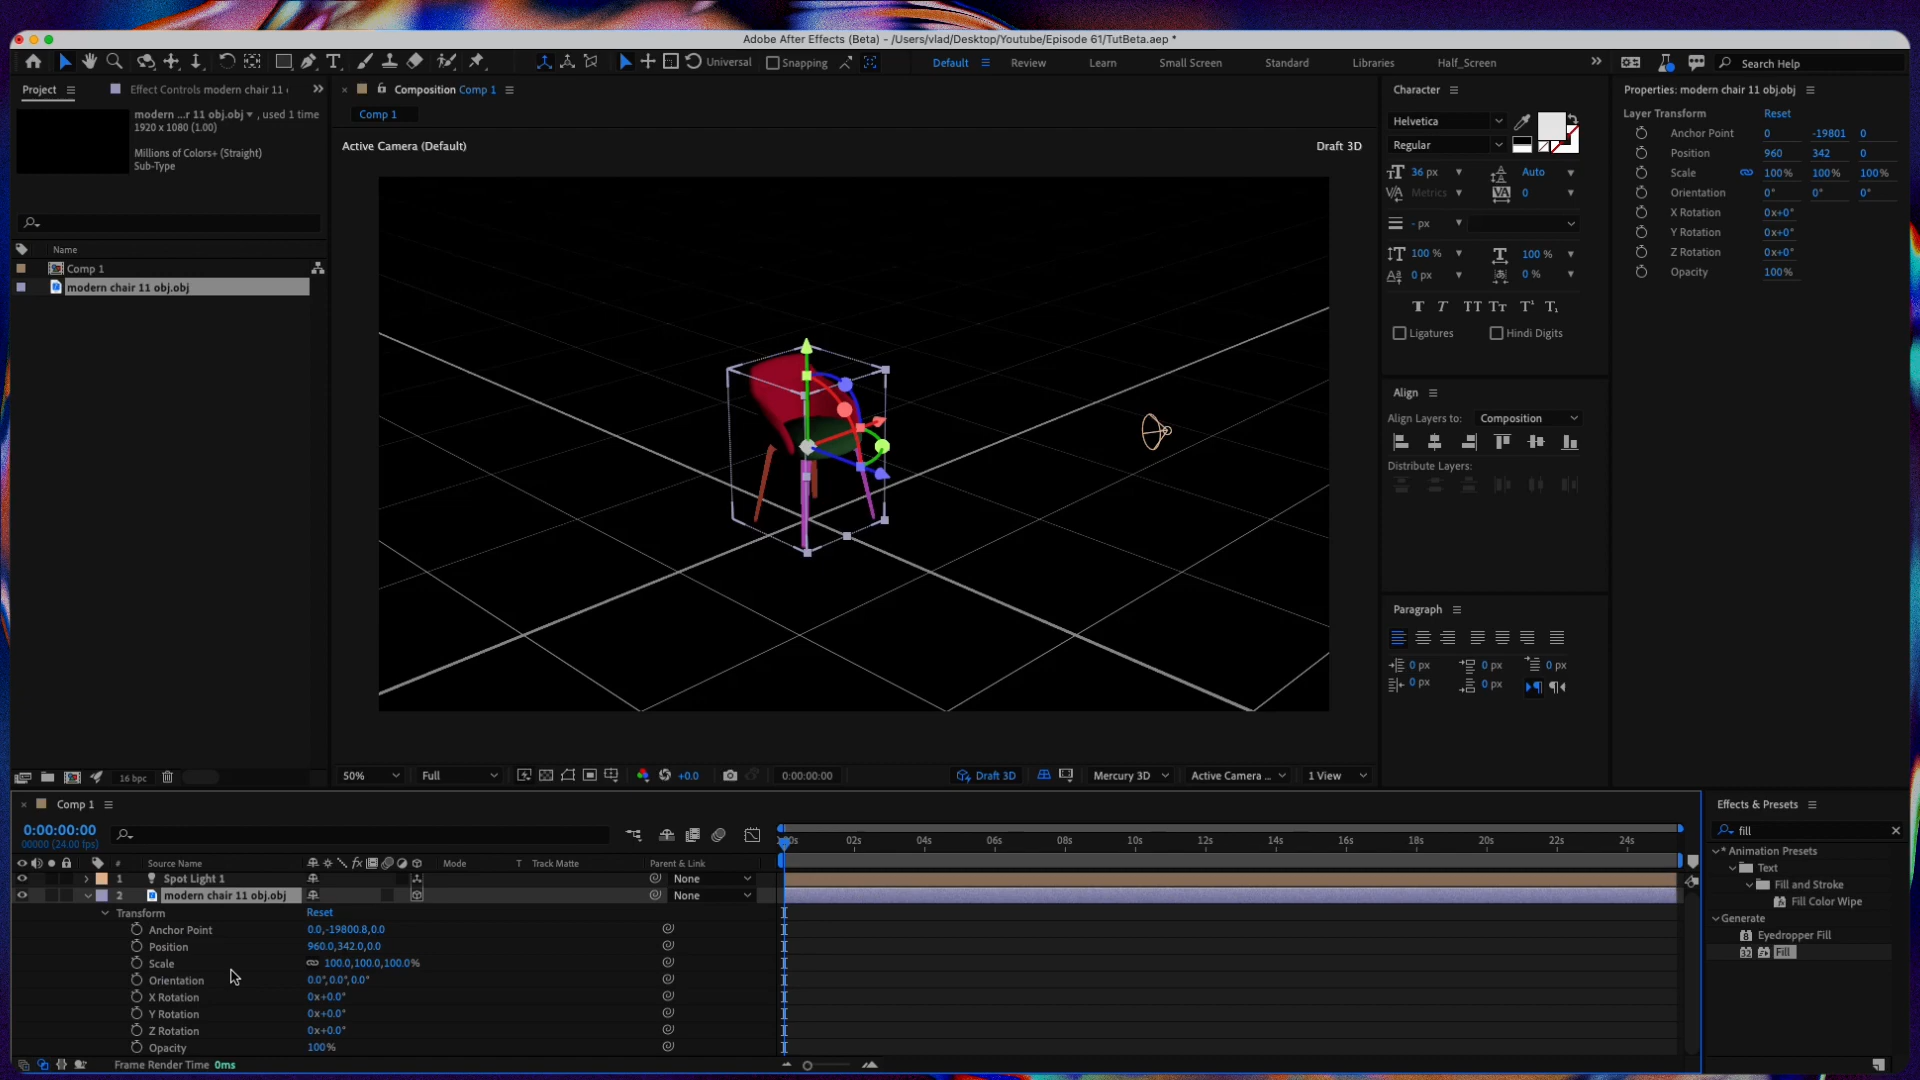 Adobe After Effects (Beta) - /Users/vlad/Desktop/Youtube/Episode 61/TutBeta.aep *
Universal
Snapping
Default
Review
Learn
Small Screen
Standard
Libraries
Half_Screen
Search Help
Project
Effect Controls modern chair 11
modern ...r 11 obj.obj , used 1 time
1920 x 1080 (1.00)
Millions of Colors+ (Straight)
Sub-Type
Name
Comp 1
modern chair 11 obj.obj
16 bpc
Composition Comp 1
Comp 1
Active Camera (Default)
Draft 3D
50%
Full
+0.0
0:00:00:00
Draft 3D
Mercury 3D
Active Camera ...
1 View
Character
Helvetica
Regular
36 px
Auto
Metrics
0
- px
100 %
100 %
0 px
0 %
Ligatures
Hindi Digits
Align
Align Layers to:
Composition
Distribute Layers:
Paragraph
0 px
0 px
0 px
0 px
0 px
Properties: modern chair 11 obj.obj
Layer Transform
Reset
Anchor Point 0 -19801 0
Position 960 342 0
Scale 100% 100% 100%
Orientation 0° 0° 0°
X Rotation 0x+0°
Y Rotation 0x+0°
Z Rotation 0x+0°
Opacity 100%
Comp 1
0:00:00:00
00000 (24.00 fps)
# Source Name Mode T Track Matte Parent & Link
1 Spot Light 1 None
2 modern chair 11 obj.obj None
Transform Reset
Anchor Point 0.0,-19800.8,0.0
Position 960.0,342.0,0.0
Scale 100.0,100.0,100.0%
Orientation 0.0°,0.0°,0.0°
X Rotation 0x+0.0°
Y Rotation 0x+0.0°
Z Rotation 0x+0.0°
Opacity 100%
Frame Render Time 0ms
02s 04s 06s 08s 10s 12s 14s 16s 18s 20s 22s 24s
Effects & Presets
fill
* Animation Presets
Text
Fill and Stroke
Fill Color Wipe
Generate
Eyedropper Fill
Fill